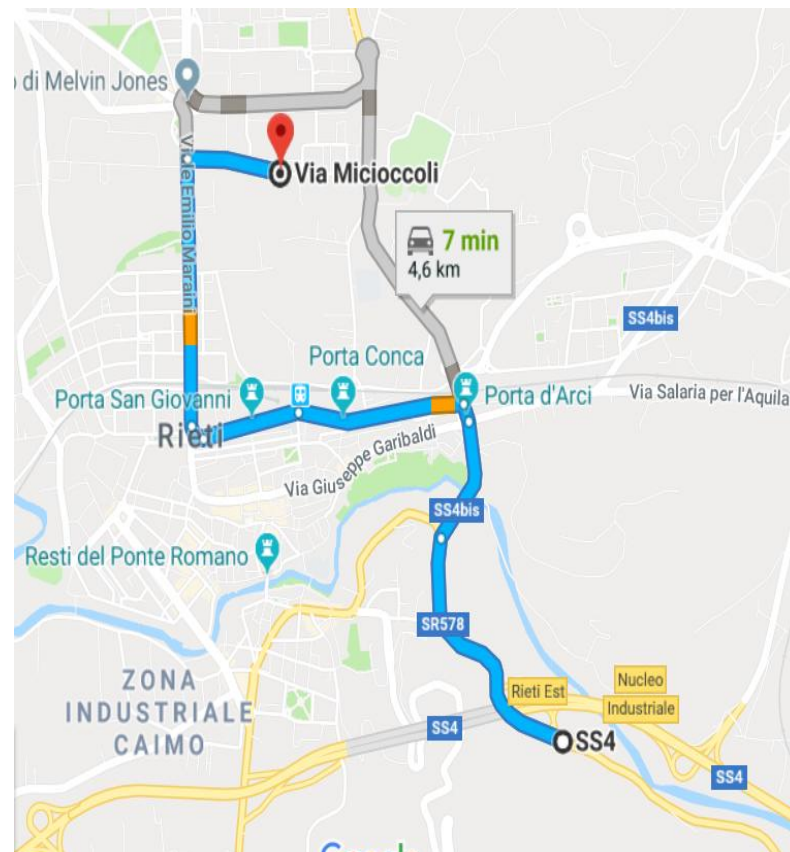 o di Melvin Jones
Via Micioccoli
Viale Emilio Maraini
7 min
4,6 km
SS4bis
Porta Conca
Porta San Giovanni
Porta d'Arci
Via Salaria per l'Aquila
Rieti
Via Giuseppe Garibaldi
SS4bis
Resti del Ponte Romano
SR578
ZONA
INDUSTRIALE
CAIMO
Rieti Est
Nucleo
Industriale
SS4
SS4
SS4